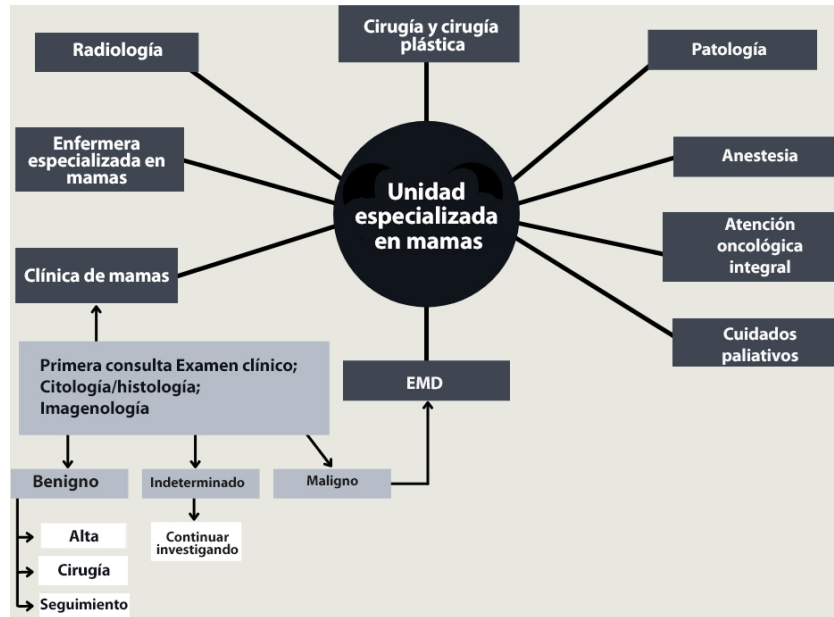 Cirugía y cirugía
plástica
Radiología
Patología
Enfermera
especializada en
mamas
Anestesia
Unidad
especializada
en mamas
Atención
oncológica
integral
Clínica de mamas
Cuidados
paliativos
Primera consulta Examen clínico;
Citología/histología;
Imagenología
EMD
Benigno
Indeterminado
Maligno
Alta
Continuar
investigando
Cirugía
Seguimiento